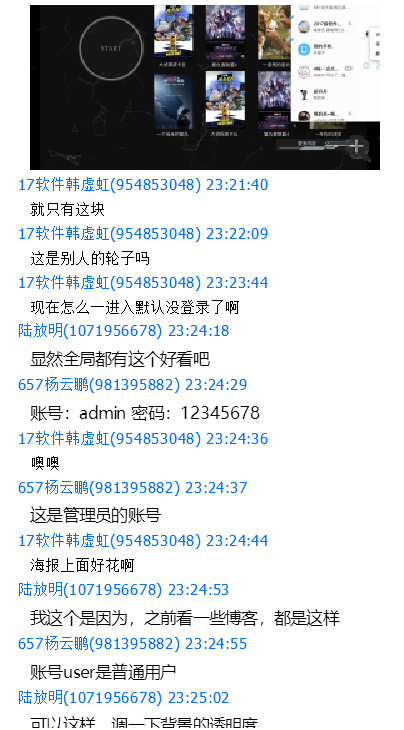 START
17软件韩虚虹(954853048) 23:21:40
就只有这块
17软件韩虚虹(954853048) 23:22:09
这是别人的轮子吗
17软件韩虚虹(954853048) 23:23:44
现在怎么一进入默认没登录了啊
陆放明(1071956678) 23:24:18
显然全局都有这个好看吧
657杨云鹏(981395882) 23:24:29
账号：admin 密码：12345678
17软件韩虚虹(954853048) 23:24:36
噢噢
657杨云鹏(981395882) 23:24:37
这是管理员的账号
17软件韩虚虹(954853048) 23:24:44
海报上面好花啊
陆放明(1071956678) 23:24:53
我这个是因为，之前看一些博客，都是这样
657杨云鹏(981395882) 23:24:55
账号user是普通用户
陆放明(1071956678) 23:25:02
可以这样，调一下背景的透明度